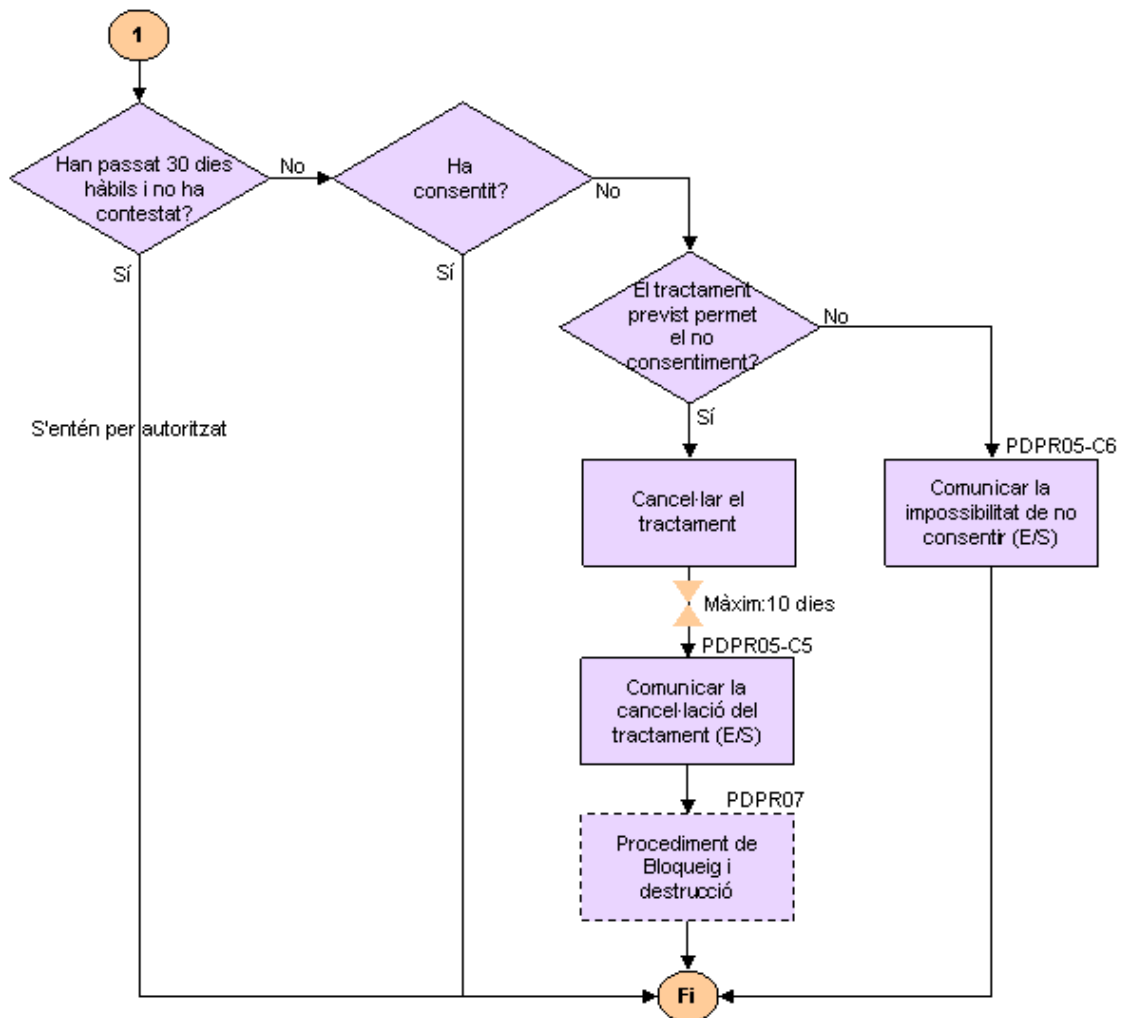 1
Han passat 30 dies
hàbils i no ha
contestat?
No
Ha
consentit?
No
Sí
Sí
El tractament
previst permet
el no
consentiment?
No
Sí
S'entén per autoritzat
PDPR05-C6
Cancel·lar el
tractament
Comunicar la
impossibilitat de no
consentir (E/S)
Màxim:10 dies
PDPR05-C5
Comunicar la
cancel·lació del
tractament (E/S)
PDPR07
Procediment de
Bloqueig i
destrucció
Fi